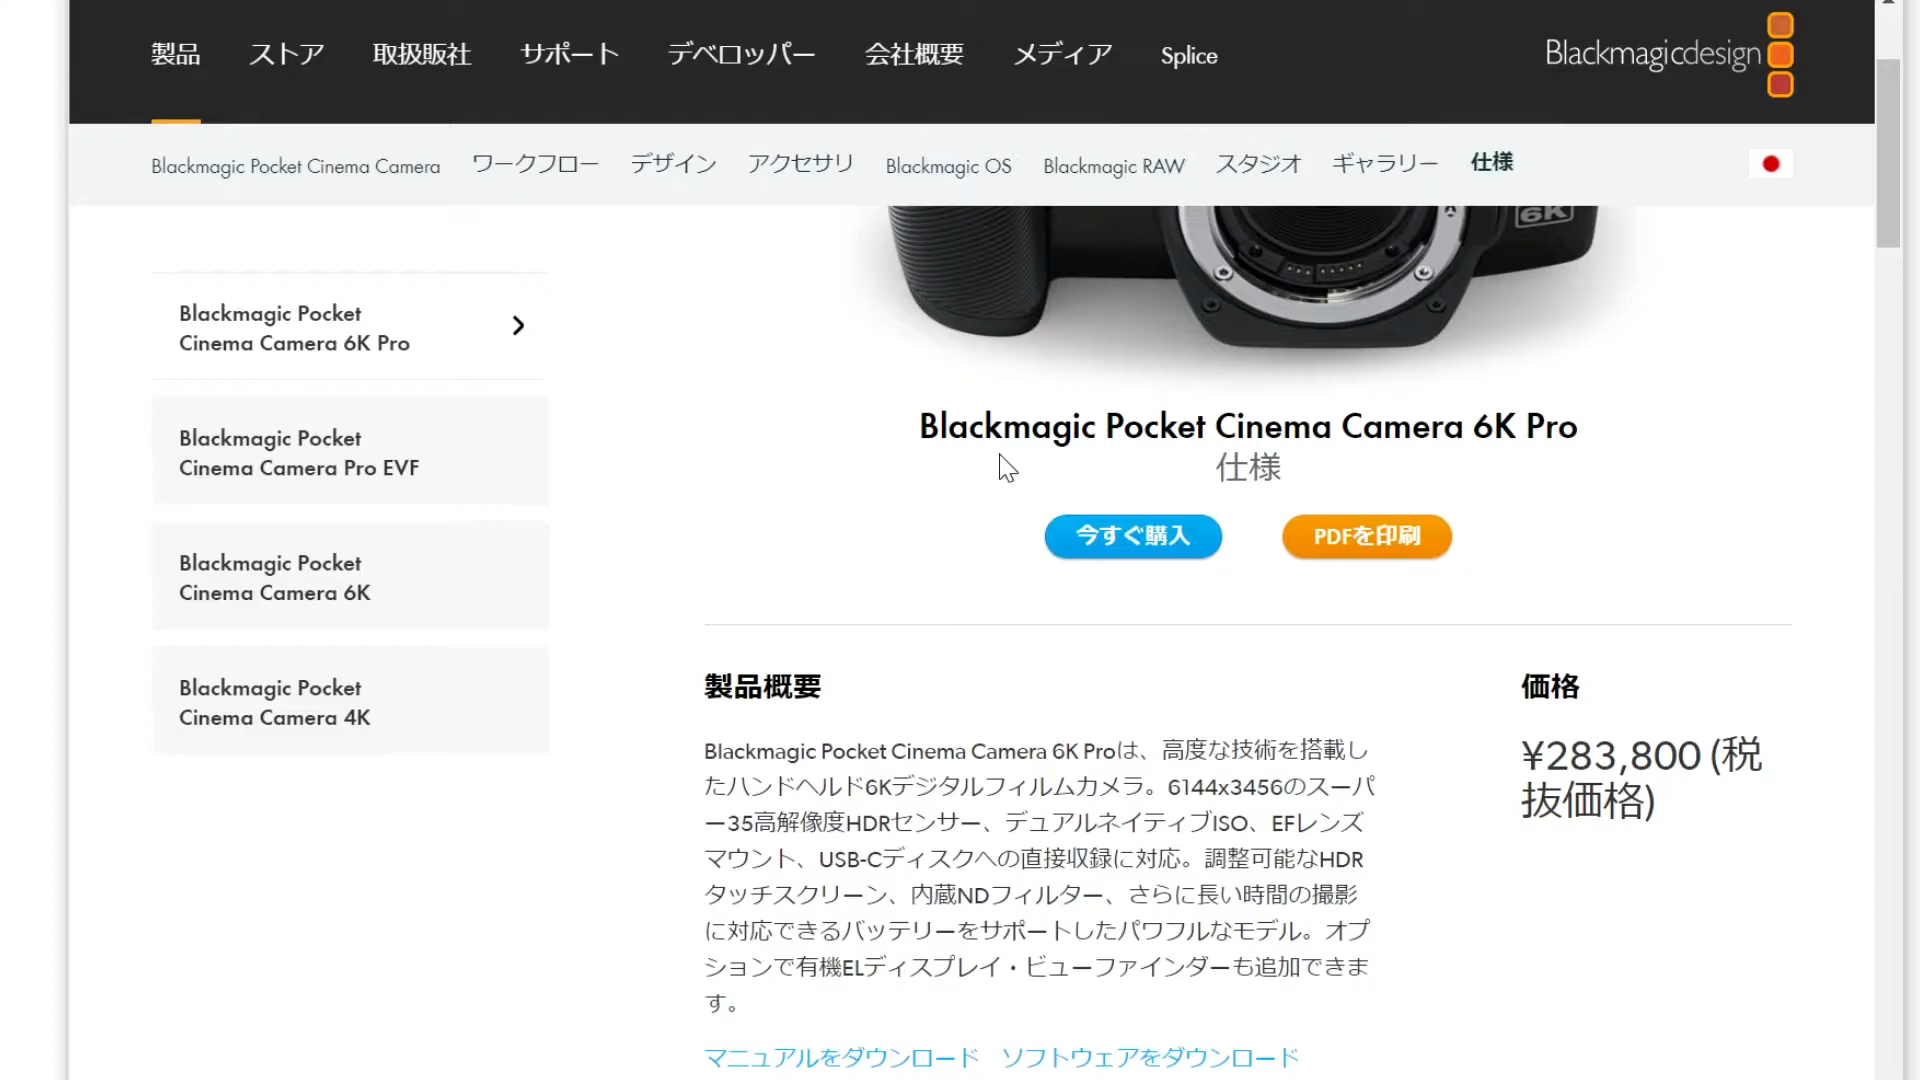 製品 ストア 取扱販社 サポート デベロッパー 会社概要 メディア Splice
Blackmagicdesign
Blackmagic Pocket Cinema Camera ワークフロー デザイン アクセサリ Blackmagic OS Blackmagic RAW スタジオ ギャラリー 仕様
6K
Blackmagic Pocket
Cinema Camera 6K Pro
Blackmagic Pocket
Cinema Camera Pro EVF
Blackmagic Pocket
Cinema Camera 6K
Blackmagic Pocket
Cinema Camera 4K
Blackmagic Pocket Cinema Camera 6K Pro
仕様
今すぐ購入 PDFを印刷
製品概要
Blackmagic Pocket Cinema Camera 6K Proは、高度な技術を搭載し
たハンドヘルド6Kデジタルフィルムカメラ。6144x3456のスーパ
ー35高解像度HDRセンサー、デュアルネイティブISO、EFレンズ
マウント、USB-Cディスクへの直接収録に対応。調整可能なHDR
タッチスクリーン、内蔵NDフィルター、さらに長い時間の撮影
に対応できるバッテリーをサポートしたパワフルなモデル。オプ
ションで有機ELディスプレイ・ビューファインダーも追加できま
す。
マニュアルをダウンロード ソフトウェアをダウンロード
価格
¥283,800 (税
抜価格)